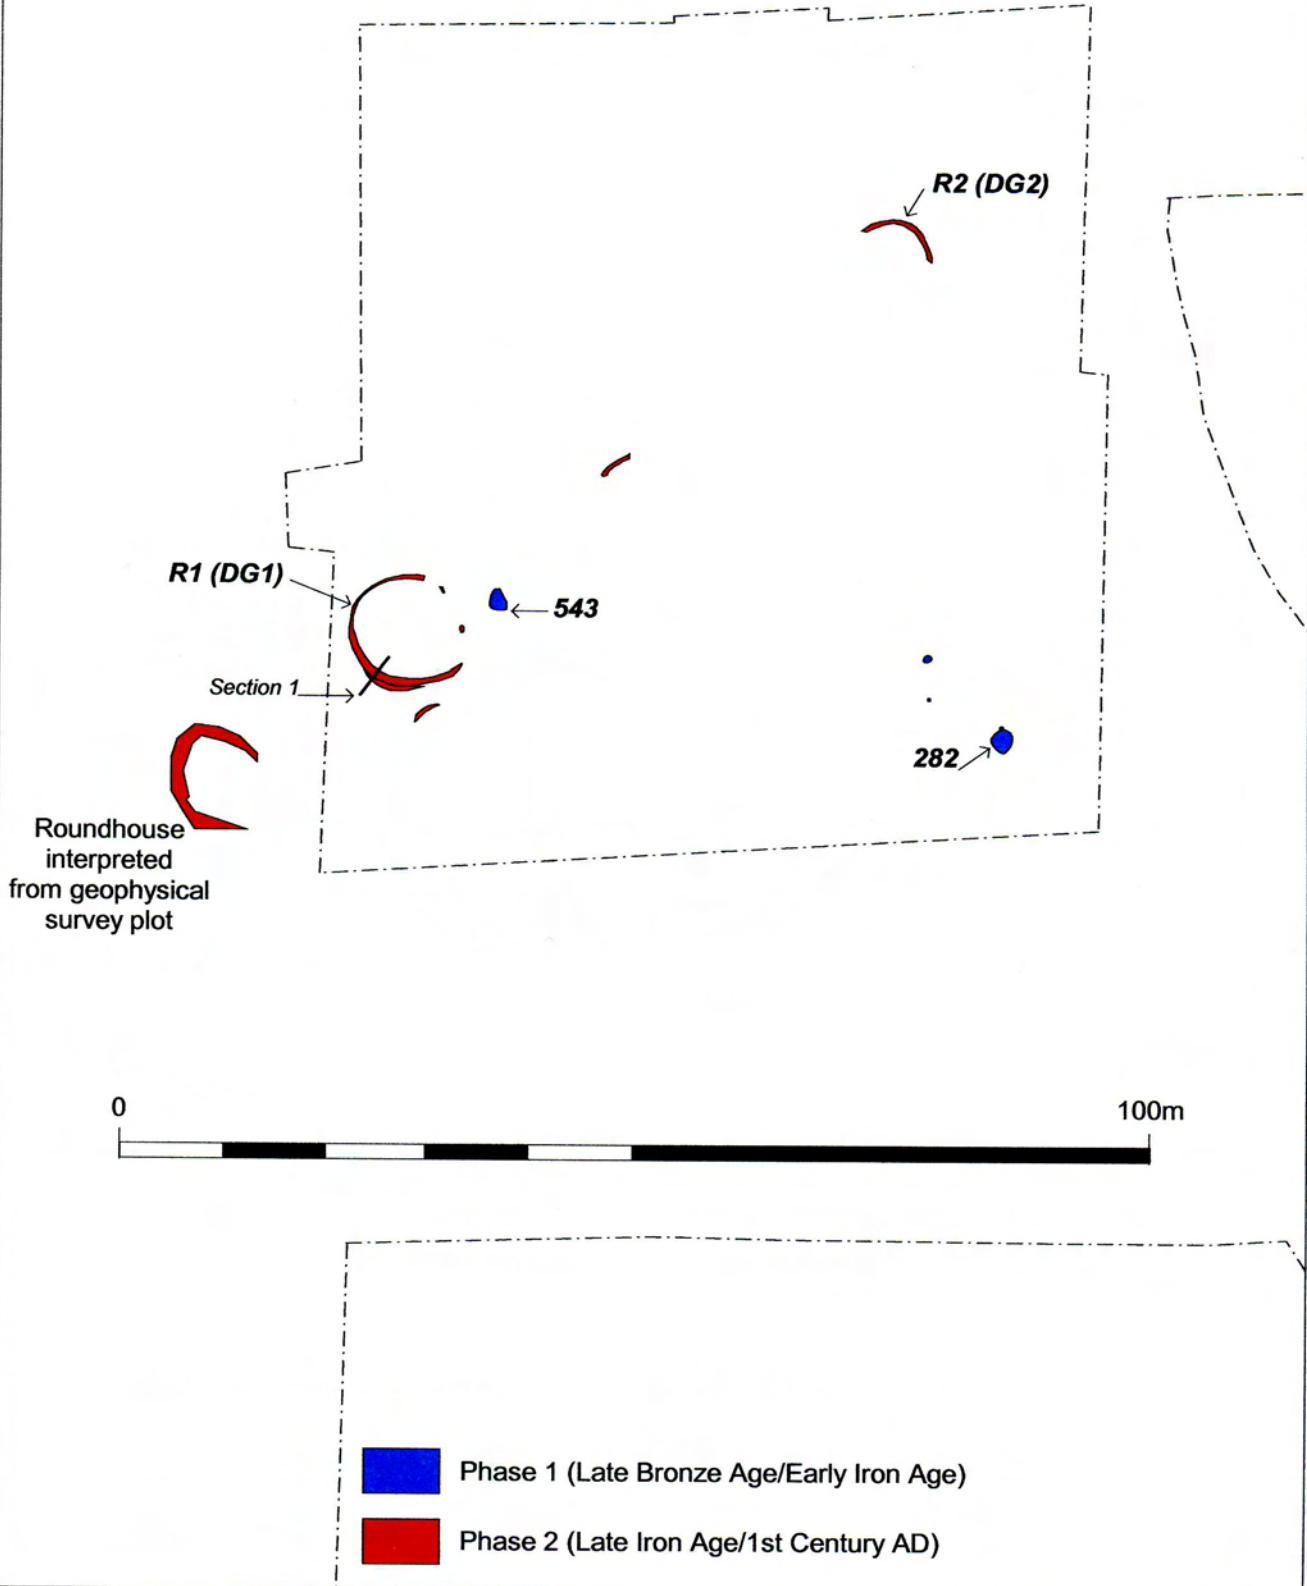 R2 (DG2)
R1 (DG1)
543
Section 1
282
Roundhouse
interpreted
from geophysical
survey plot
0
100m
Phase 1 (Late Bronze Age/Early Iron Age)
Phase 2 (Late Iron Age/1st Century AD)